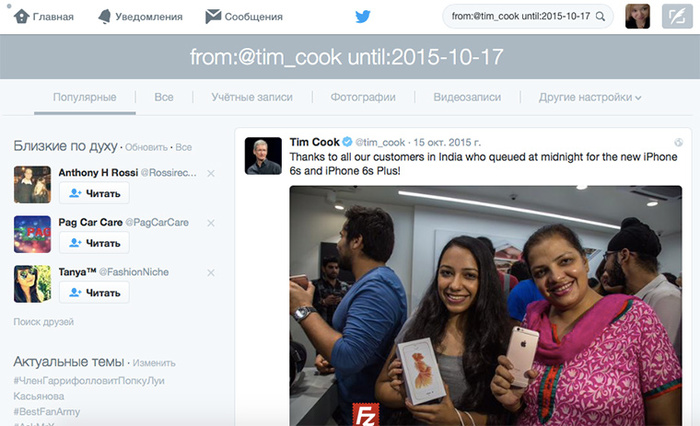 Главная
Уведомления
Сообщения
from:@tim_cook until:2015-10-17
from:@tim_cook until:2015-10-17
Популярные
Все
Учётные записи
Фотографии
Видеозаписи
Другие настройки
Близкие по духу · Обновить · Все
Anthony H Rossi @Rossirec...
Читать
Pag Car Care @PagCarCare
Читать
Tanya™ @FashionNiche
Читать
Поиск друзей
Актуальные темы · Изменить
#ЧленГаррифолловитПопкуЛуи
Касьянова
#BestFanArmy
Tim Cook @tim_cook · 15 окт. 2015 г.
Thanks to all our customers in India who queued at midnight for the new iPhone
6s and iPhone 6s Plus!
FZ